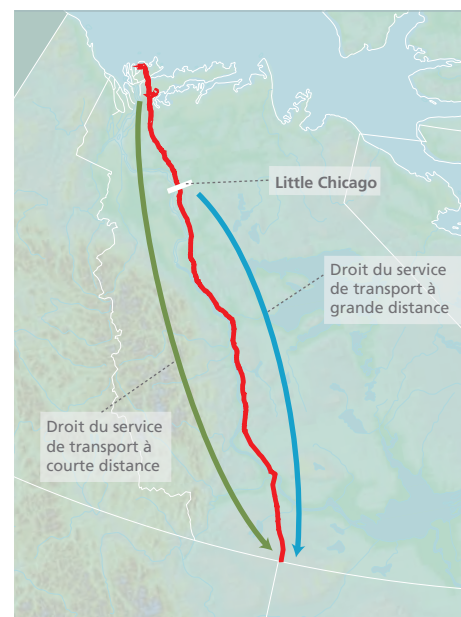 Little Chicago
Droit du service
de transport à
grande distance
Droit du service
de transport à
courte distance